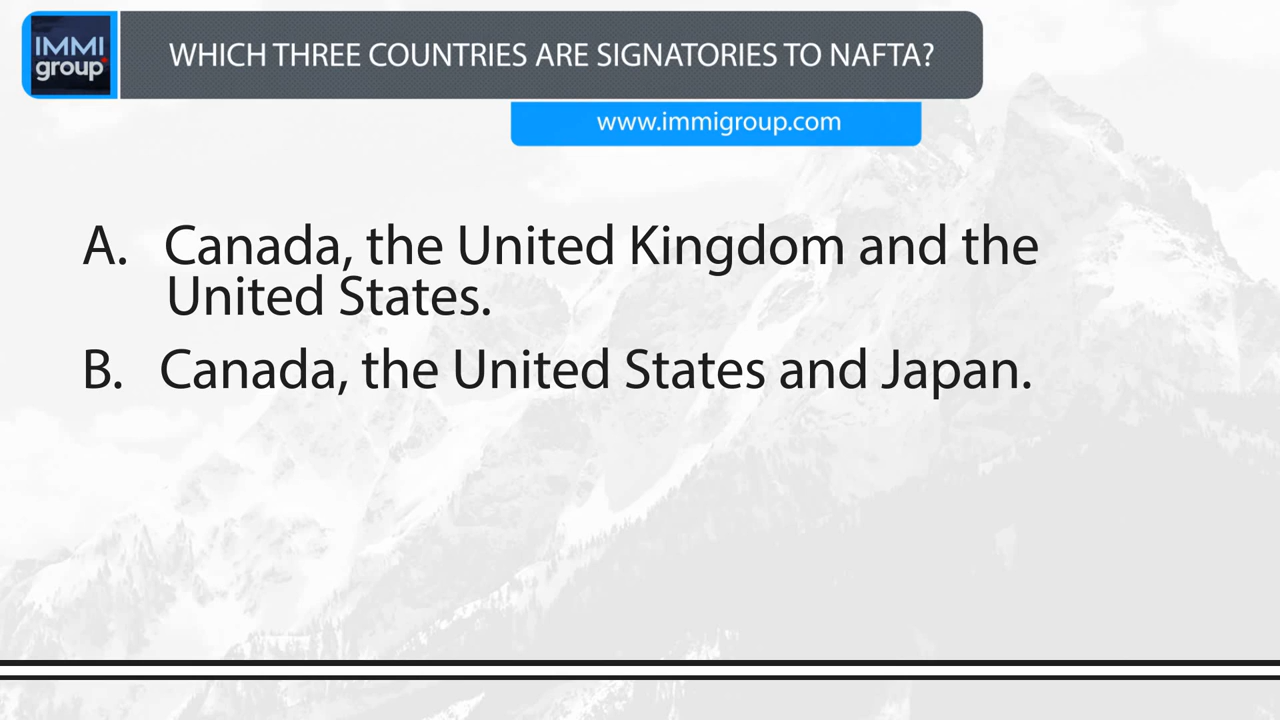 IMMI
group
WHICH THREE COUNTRIES ARE SIGNATORIES TO NAFTA?
www.immigroup.com
A. Canada, the United Kingdom and the
United States.
B. Canada, the United States and Japan.